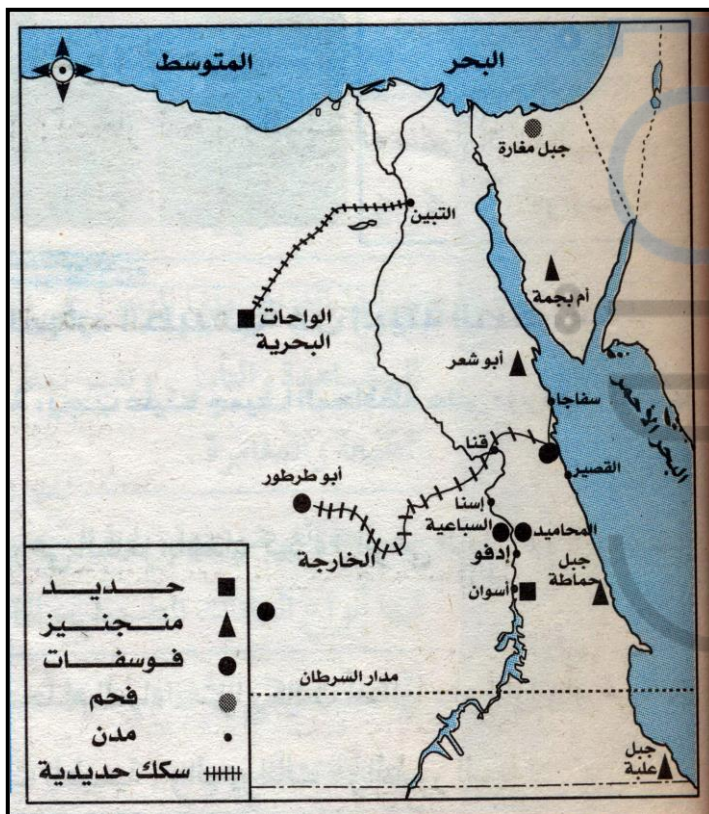 البحر المتوسط
جبل مغارة
التبين
أم بجمة
الواحات
البحرية
أبو شعر
البحر الأحمر
سفاجا
قنا
القصير
أبو طرطور
إسنا
السباعية
المحاميد
الخارجة
إدفو
جبل
حماطة
أسوان
مدار السرطان
جبل
علبة
حديد
منجنيز
فوسفات
فحم
مدن
سكك حديدية